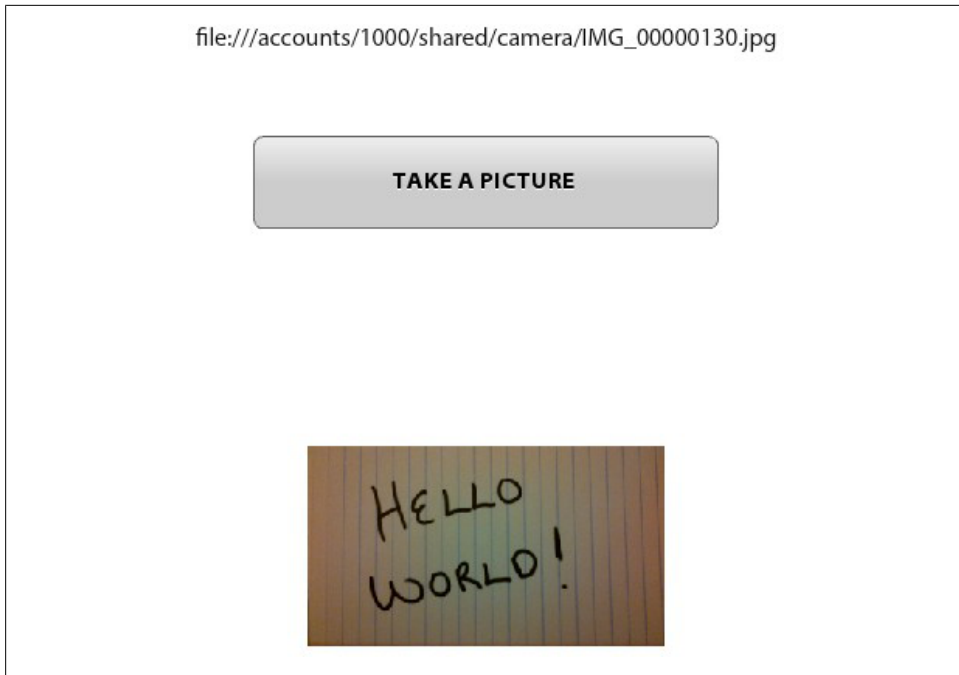 file:///accounts/1000/shared/camera/IMG_00000130.jpg
TAKE A PICTURE
HELLO
WORLD!